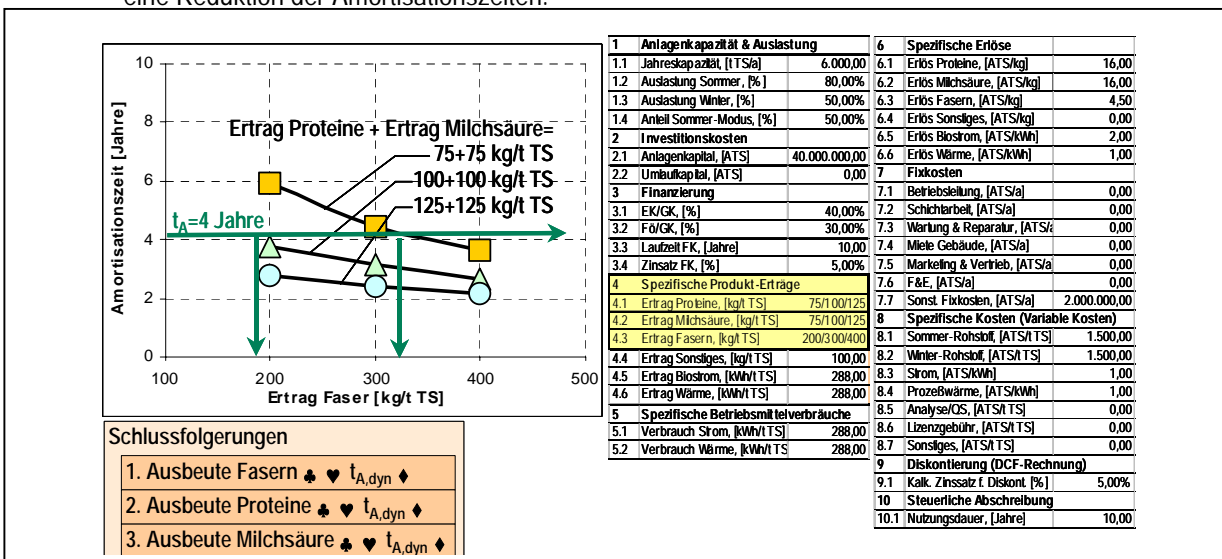 eine Reduktion der Amortisationszeiten.
Amortisationszeit [Jahre]
10
8
6
4
2
0
Ertrag Proteine + Ertrag Milchsäure=
75+75 kg/t TS
100+100 kg/t TS
125+125 kg/t TS
tA=4 Jahre
100 200 300 400 500
Ertrag Faser [kg/t TS]
Schlussfolgerungen
1. Ausbeute Fasern ♣ ♥ tA,dyn ♦
2. Ausbeute Proteine ♣ ♥ tA,dyn ♦
3. Ausbeute Milchsäure ♣ ♥ tA,dyn ♦
1 Anlagenkapazität & Auslastung
1.1 Jahreskapazität, [t TS/a] 6.000,00
1.2 Auslastung Sommer, [%] 80,00%
1.3 Auslastung Winter, [%] 50,00%
1.4 Anteil Sommer-Modus, [%] 50,00%
2 Investitionskosten
2.1 Anlagenkapital, [ATS] 40.000.000,00
2.2 Umlaufkapital, [ATS] 0,00
3 Finanzierung
3.1 EK/GK, [%] 40,00%
3.2 Fö/GK, [%] 30,00%
3.3 Laufzeit FK, [Jahre] 10,00
3.4 Zinsatz FK, [%] 5,00%
4 Spezifische Produkt-Erträge
4.1 Ertrag Proteine, [kg/t TS] 75/100/125
4.2 Ertrag Milchsäure, [kg/t TS] 75/100/125
4.3 Ertrag Fasern, [kg/t TS] 200/300/400
4.4 Ertrag Sonstiges, [kg/t TS] 100,00
4.5 Ertrag Biostrom, [kWh/t TS] 288,00
4.6 Ertrag Wärme, [kWh/t TS] 288,00
5 Spezifische Betriebsmittelverbräuche
5.1 Verbrauch Strom, [kWh/t TS] 288,00
5.2 Verbrauch Wärme, [kWh/t TS 288,00
6 Spezifische Erlöse
6.1 Erlös Proteine, [ATS/kg] 16,00
6.2 Erlös Milchsäure, [ATS/kg] 16,00
6.3 Erlös Fasern, [ATS/kg] 4,50
6.4 Erlös Sonstiges, [ATS/kg] 0,00
6.5 Erlös Biostrom, [ATS/kWh] 2,00
6.6 Erlös Wärme, [ATS/kWh] 1,00
7 Fixkosten
7.1 Betriebsleitung, [ATS/a] 0,00
7.2 Schichtarbeit, [ATS/a] 0,00
7.3 Wartung & Reparatur, [ATS/a 0,00
7.4 Miete Gebäude, [ATS/a] 0,00
7.5 Marketing & Vertrieb, [ATS/a 0,00
7.6 F&E, [ATS/a] 0,00
7.7 Sonst. Fixkosten, [ATS/a] 2.000.000,00
8 Spezifische Kosten (Variable Kosten)
8.1 Sommer-Rohstoff, [ATS/t TS] 1.500,00
8.2 Winter-Rohstoff, [ATS/t TS] 1.500,00
8.3 Strom, [ATS/kWh] 1,00
8.4 Prozeßwärme, [ATS/kWh] 1,00
8.5 Analyse/QS, [ATS/t TS] 0,00
8.6 Lizenzgebühr, [ATS/t TS] 0,00
8.7 Sonstiges, [ATS/t TS] 0,00
9 Diskontierung (DCF-Rechnung)
9.1 Kalk. Zinssatz f. Diskont. [%] 5,00%
10 Steuerliche Abschreibung
10.1 Nutzungsdauer, [Jahre] 10,00